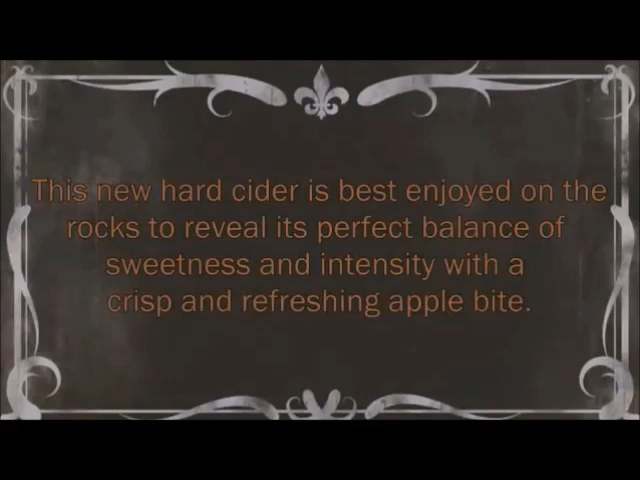 This new hard cider is best enjoyed on the
rocks to reveal its perfect balance of
sweetness and intensity with a
crisp and refreshing apple bite.